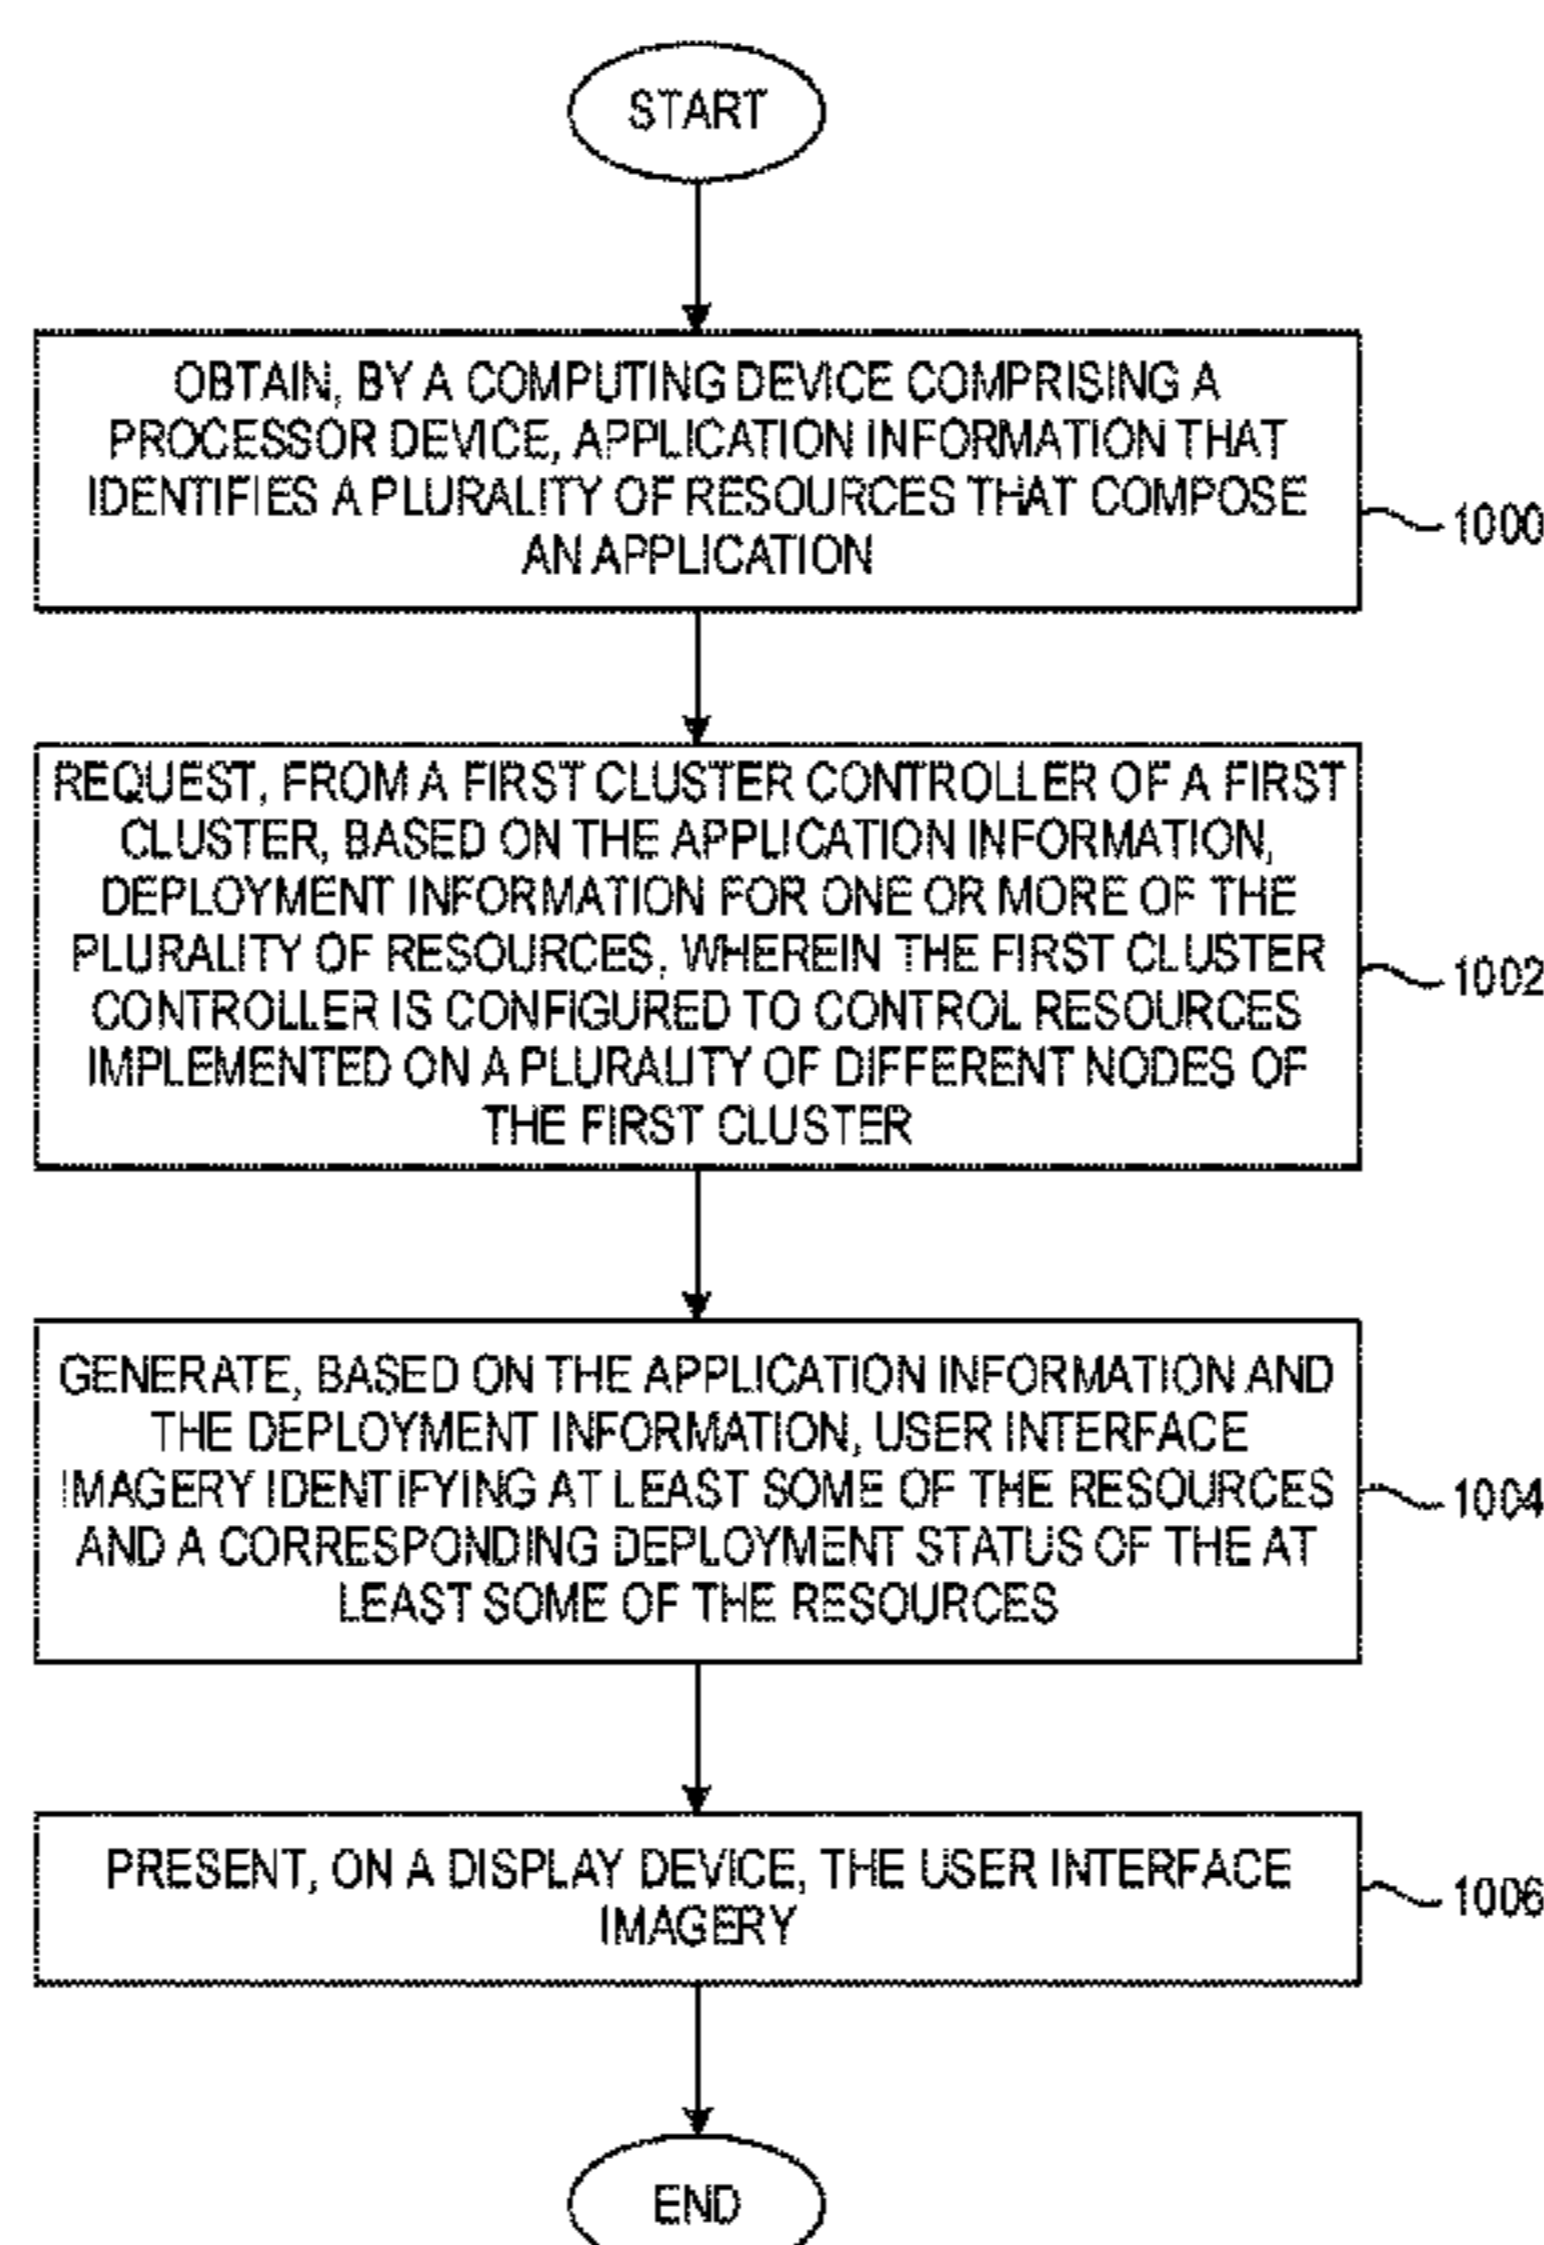 START
OBTAIN, BY A COMPUTING DEVICE COMPRISING A
PROCESSOR DEVICE, APPLICATION INFORMATION THAT
IDENTIFIES A PLURALITY OF RESOURCES THAT COMPOSE
AN APPLICATION
1000
REQUEST, FROM A FIRST CLUSTER CONTROLLER OF A FIRST
CLUSTER, BASED ON THE APPLICATION INFORMATION,
DEPLOYMENT INFORMATION FOR ONE OR MORE OF THE
PLURALITY OF RESOURCES, WHEREIN THE FIRST CLUSTER
CONTROLLER IS CONFIGURED TO CONTROL RESOURCES
IMPLEMENTED ON A PLURALITY OF DIFFERENT NODES OF
THE FIRST CLUSTER
1002
GENERATE, BASED ON THE APPLICATION INFORMATION AND
THE DEPLOYMENT INFORMATION, USER INTERFACE
IMAGERY IDENTIFYING AT LEAST SOME OF THE RESOURCES
AND A CORRESPONDING DEPLOYMENT STATUS OF THE AT
LEAST SOME OF THE RESOURCES
1004
PRESENT, ON A DISPLAY DEVICE, THE USER INTERFACE
IMAGERY
1006
END